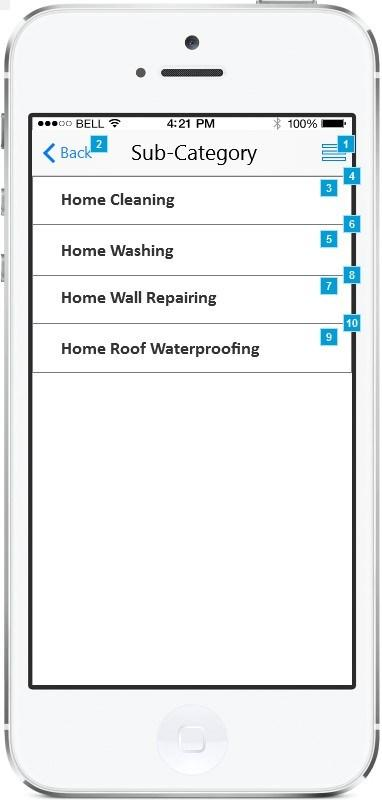 BELL 4:21 PM 100%
Back 2 Sub-Category 1
4
Home Cleaning 3
6
Home Washing 5
8
Home Wall Repairing 7
10
Home Roof Waterproofing 9